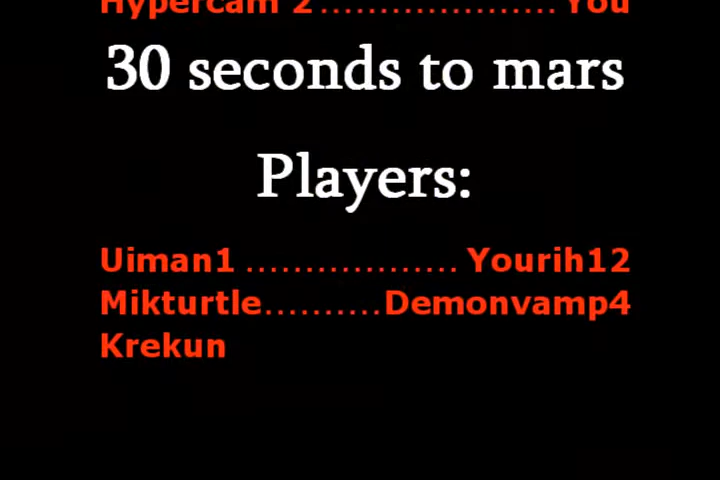 Hypercam 2.................... You
30 seconds to mars
Players:
Uiman1 .................. Yourih12
Mikturtle..........Demonvamp4
Krekun